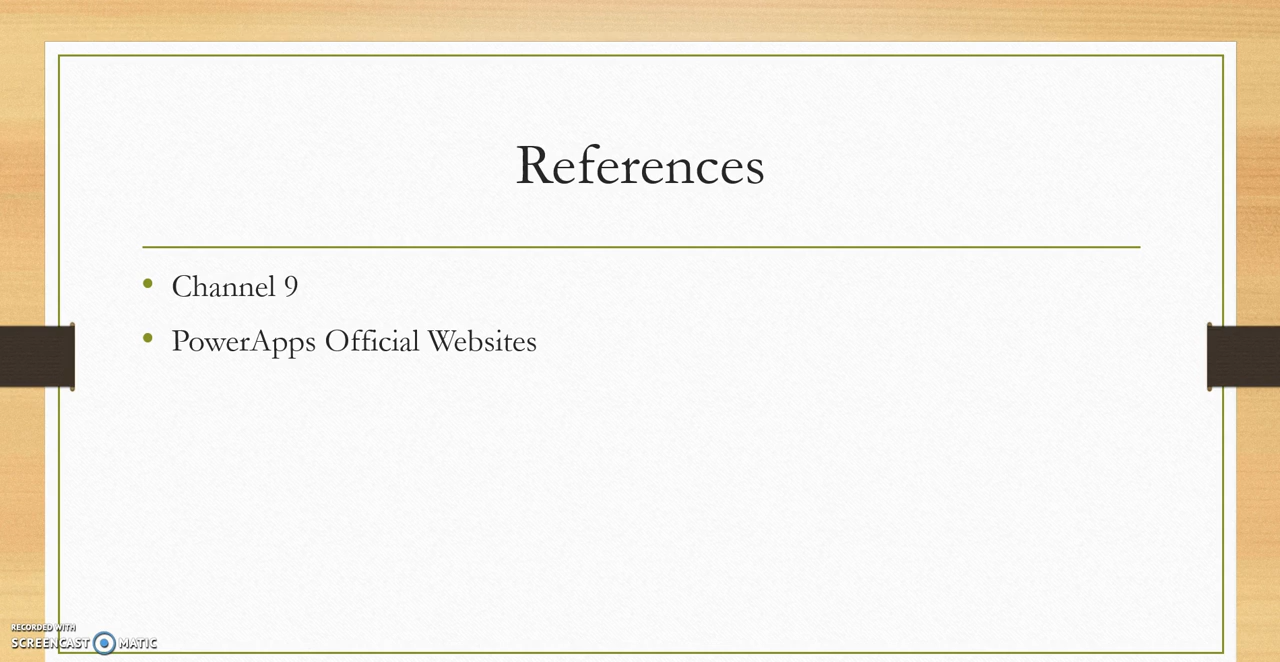 References
Channel 9
PowerApps Official Websites
RECORDED WITH
SCREENCAST MATIC